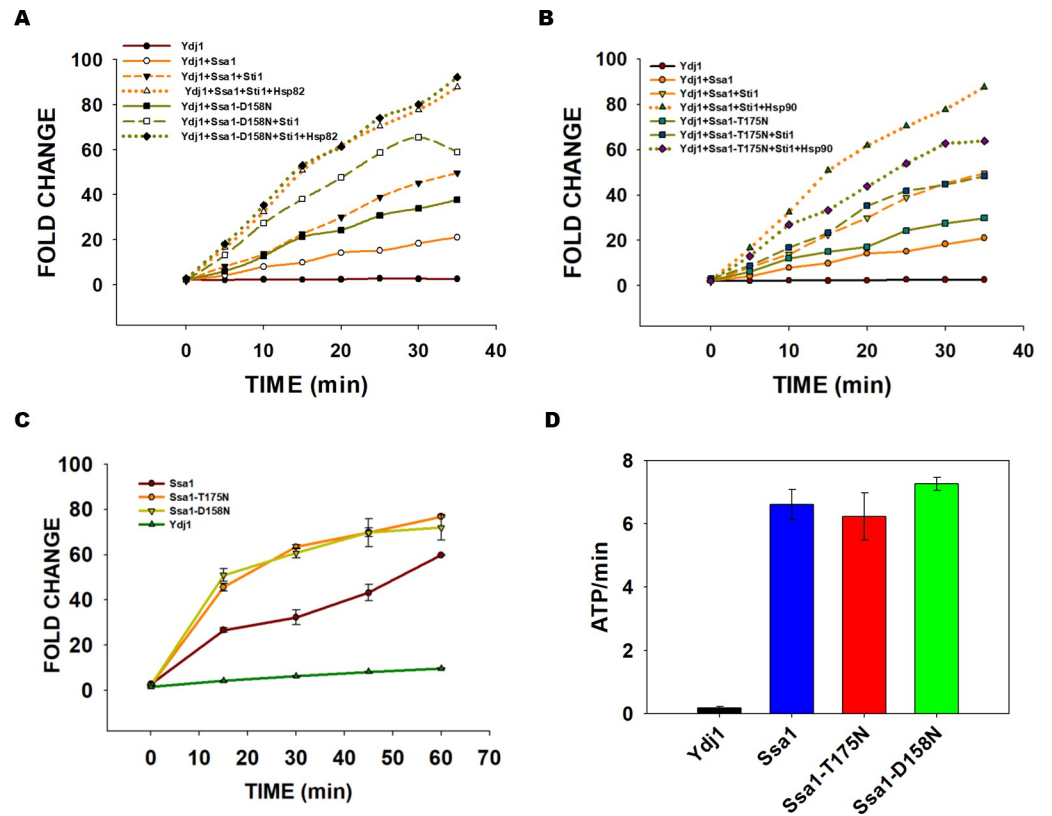 A
Ydj1
Ydj1+Ssa1
Ydj1+Ssa1+Sti1
Ydj1+Ssa1+Sti1+Hsp82
Ydj1+Ssa1-D158N
Ydj1+Ssa1-D158N+Sti1
Ydj1+Ssa1-D158N+Sti1+Hsp82
100
80
60
40
20
0
FOLD CHANGE
0 10 20 30 40
TIME (min)
B
Ydj1
Ydj1+Ssa1
Ydj1+Ssa1+Sti1
Ydj1+Ssa1+Sti1+Hsp90
Ydj1+Ssa1-T175N
Ydj1+Ssa1-T175N+Sti1
Ydj1+Ssa1-T175N+Sti1+Hsp90
100
80
60
40
20
0
FOLD CHANGE
0 10 20 30 40
TIME (min)
C
Ssa1
Ssa1-T175N
Ssa1-D158N
Ydj1
100
80
60
40
20
0
FOLD CHANGE
0 10 20 30 40 50 60 70
TIME (min)
D
8
6
4
2
0
ATP/min
Ydj1
Ssa1
Ssa1-T175N
Ssa1-D158N